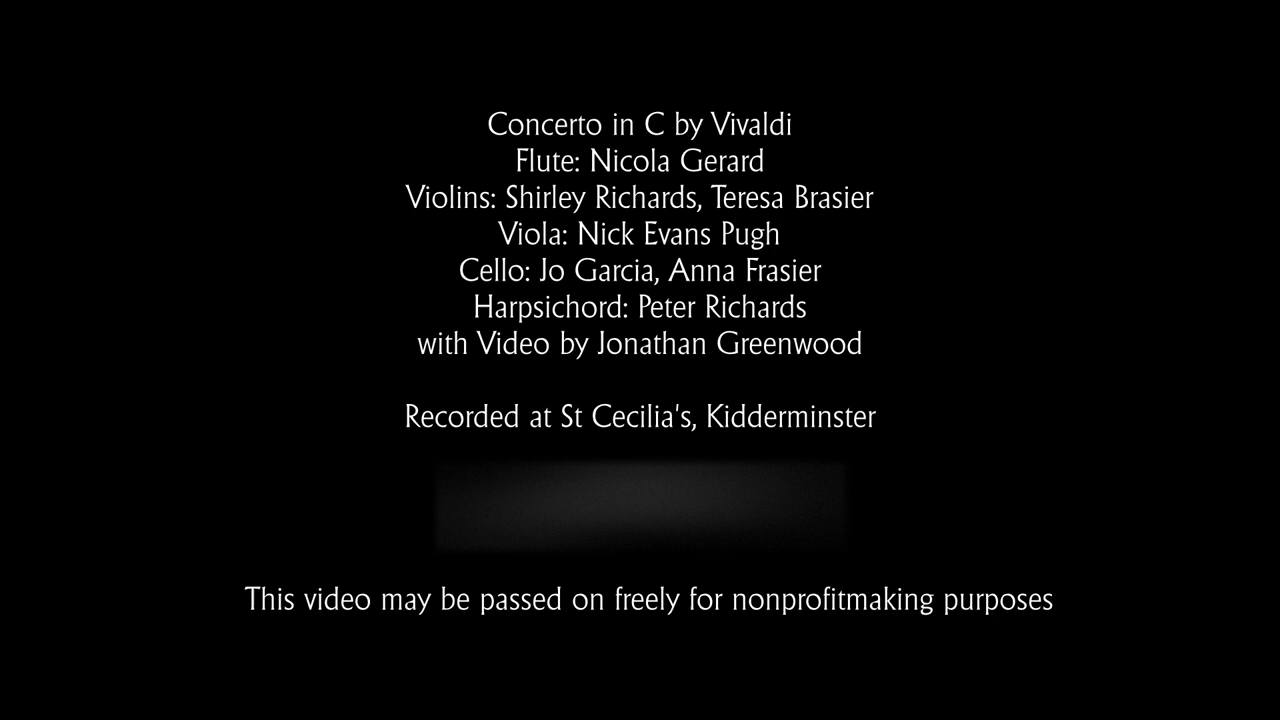 Concerto in C by Vivaldi
Flute: Nicola Gerard
Violins: Shirley Richards, Teresa Brasier
Viola: Nick Evans Pugh
Cello: Jo Garcia, Anna Frasier
Harpsichord: Peter Richards
with Video by Jonathan Greenwood
Recorded at St Cecilia's, Kidderminster
This video may be passed on freely for nonprofitmaking purposes